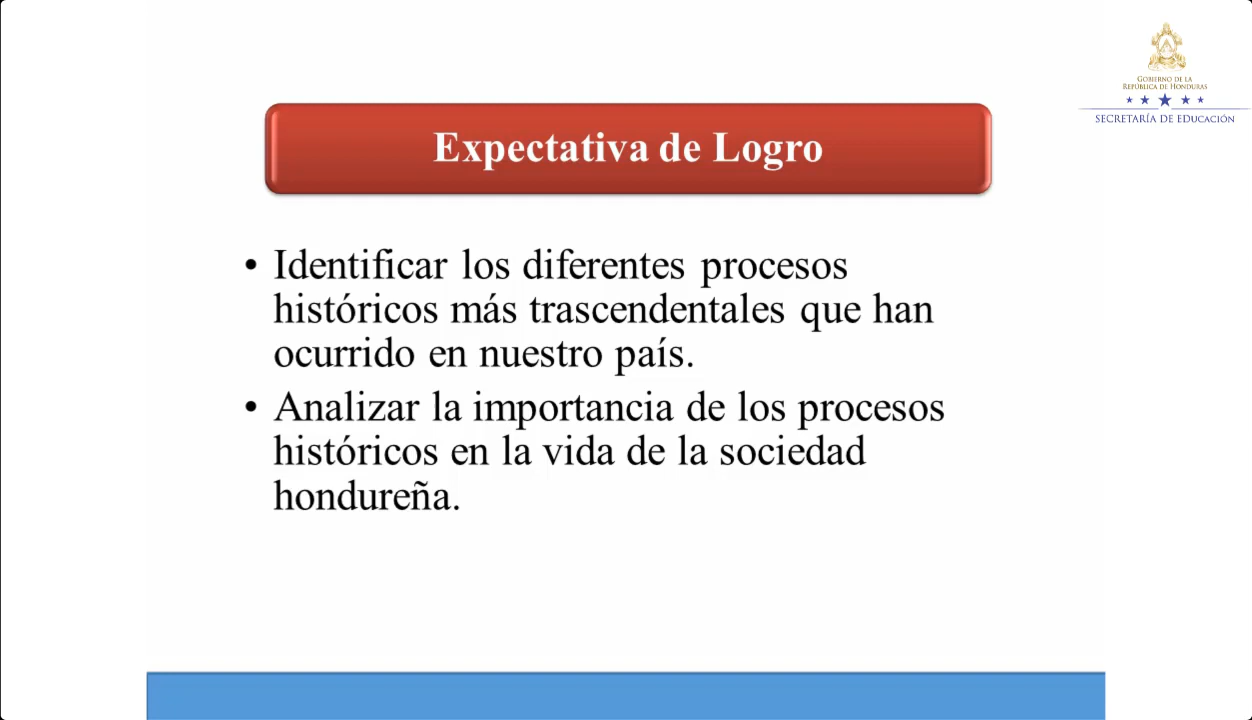 GOBIERNO DE LA
REPÚBLICA DE HONDURAS
SECRETARÍA DE EDUCACIÓN
Expectativa de Logro
• Identificar los diferentes procesos
históricos más trascendentales que han
ocurrido en nuestro país.
• Analizar la importancia de los procesos
históricos en la vida de la sociedad
hondureña.